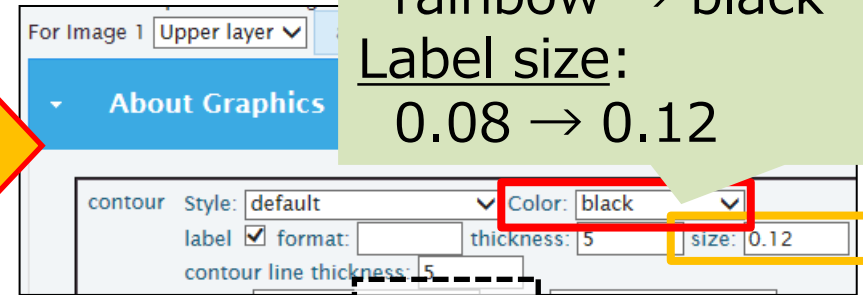 rainbow → black
Label size:
0.08 → 0.12
For Image 1 Upper layer
About Graphics
contour Style: default Color: black
label format: thickness: 5 size: 0.12
contour line thickness: 5